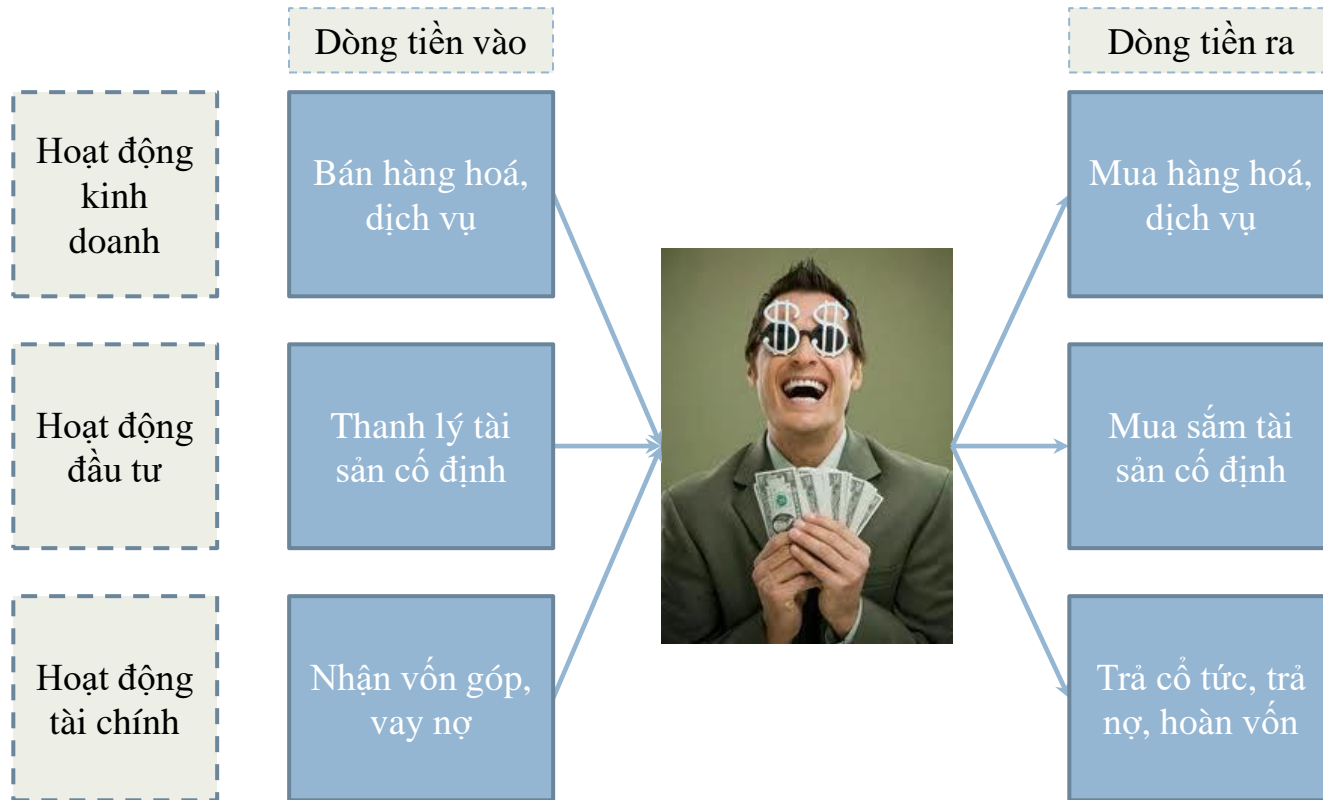 Dòng tiền vào
Dòng tiền ra
Hoạt động
kinh
doanh
Bán hàng hoá,
dịch vụ
Mua hàng hoá,
dịch vụ
$ $
Hoạt động
đầu tư
Thanh lý tài
sản cố định
Mua sắm tài
sản cố định
Hoạt động
tài chính
Nhận vốn góp,
vay nợ
Trả cổ tức, trả
nợ, hoàn vốn